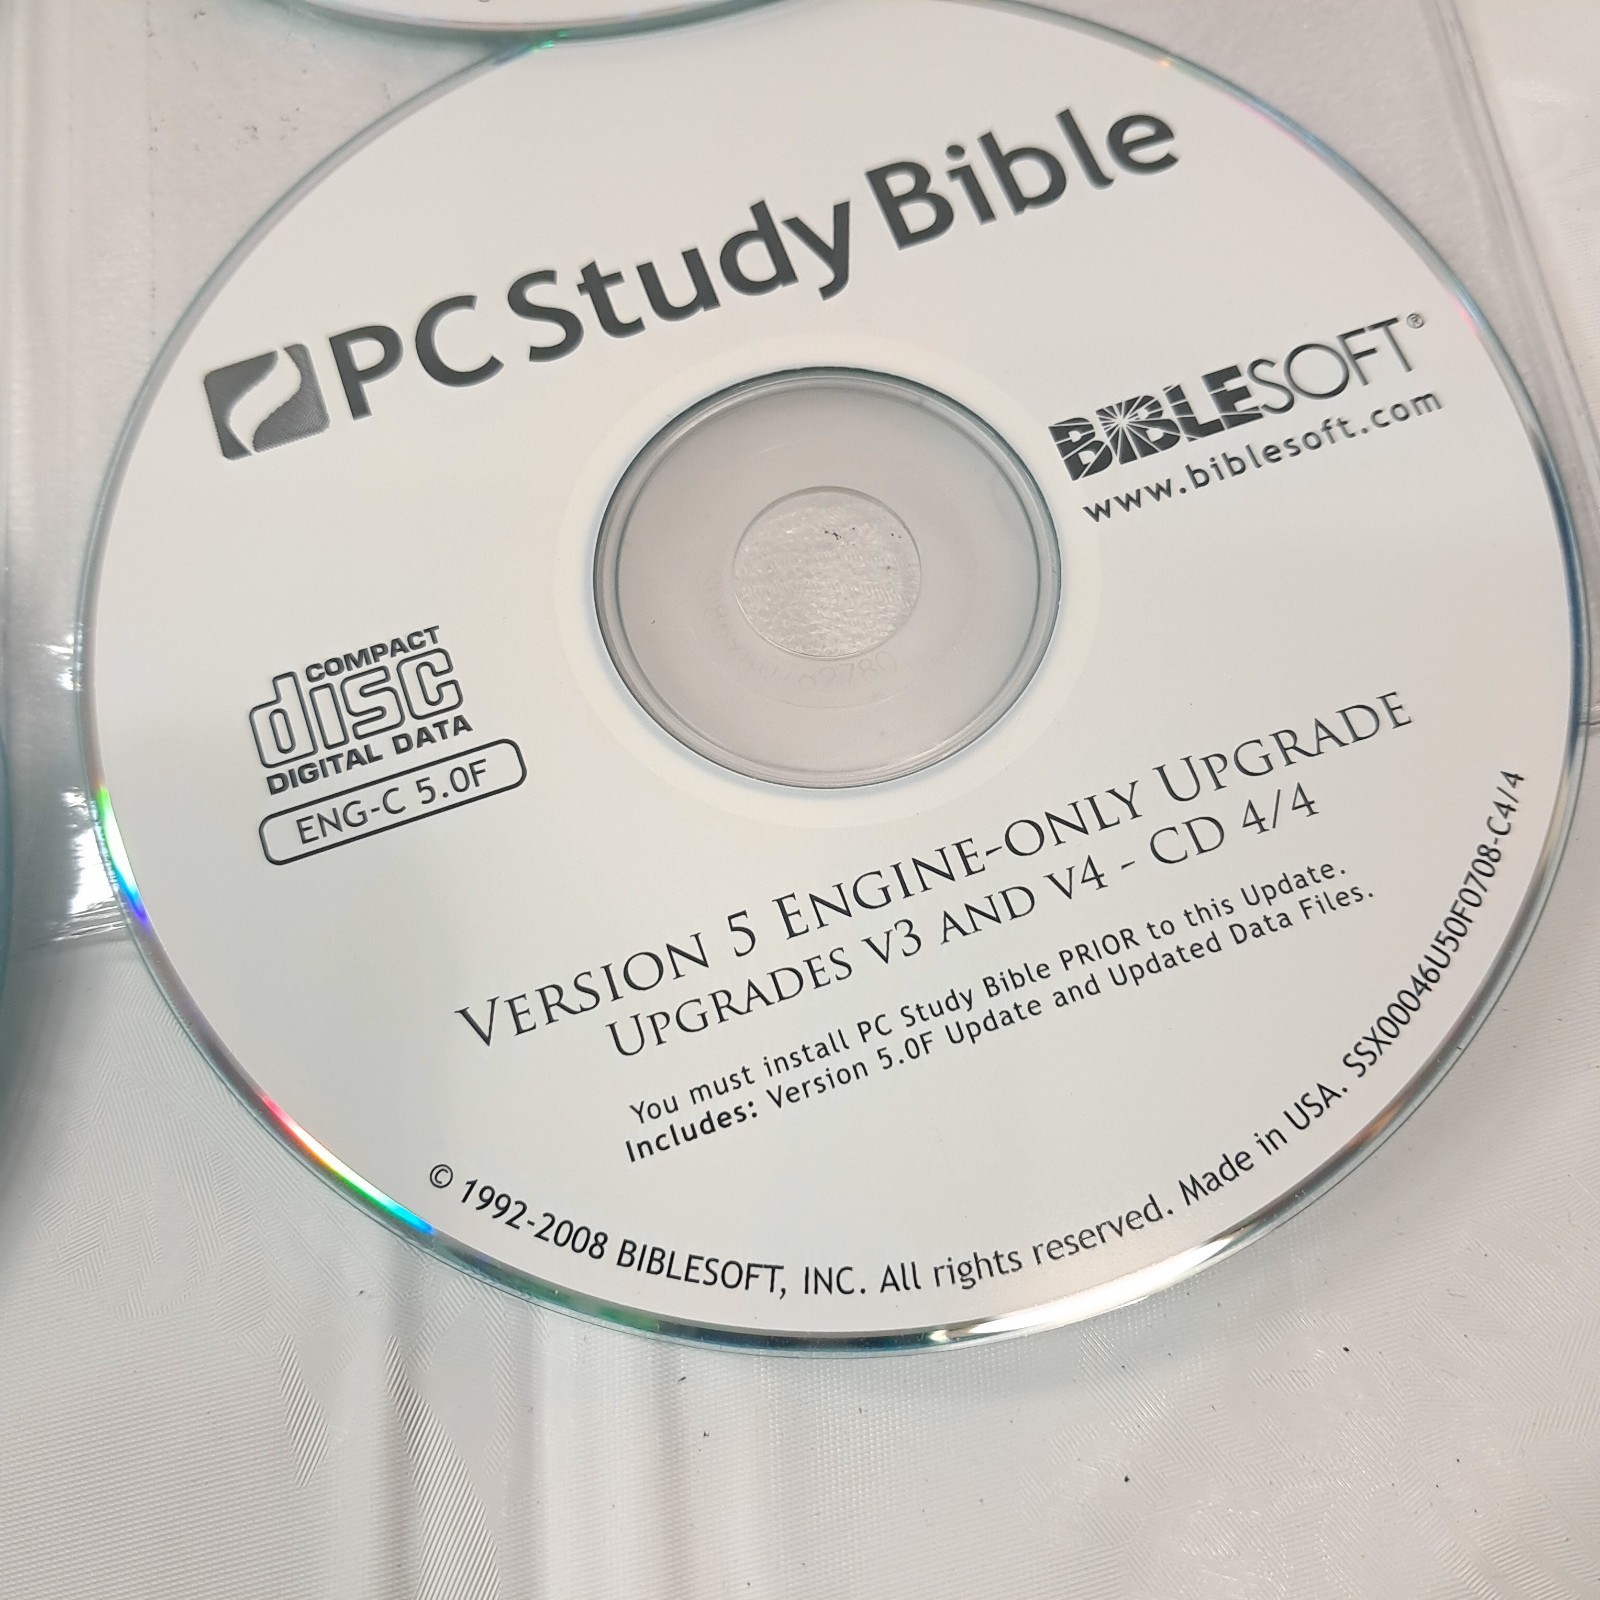 PC Study Bible
BIBLESOFT®
www.biblesoft.com
COMPACT
disc
DIGITAL DATA
ENG-C 5.0F
VERSION 5 ENGINE-ONLY UPGRADE
UPGRADES V3 AND V4 - CD 4/4
You must install PC Study Bible PRIOR to this Update.
Includes: Version 5.0F Update and Updated Data Files.
© 1992-2008 BIBLESOFT, INC. All rights reserved. Made in USA. SSX00046U50F0708-C4/4